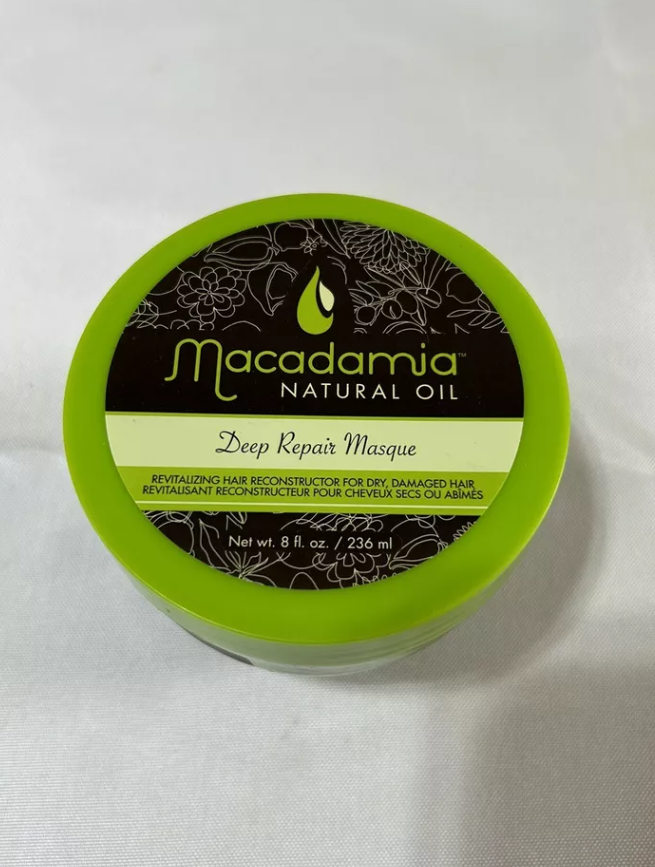 Macadamia™
NATURAL OIL
Deep Repair Masque
REVITALIZING HAIR RECONSTRUCTOR FOR DRY, DAMAGED HAIR
REVITALISANT RECONSTRUCTEUR POUR CHEVEUX SECS OU ABÎMÉS
Net wt. 8 fl. oz. / 236 ml